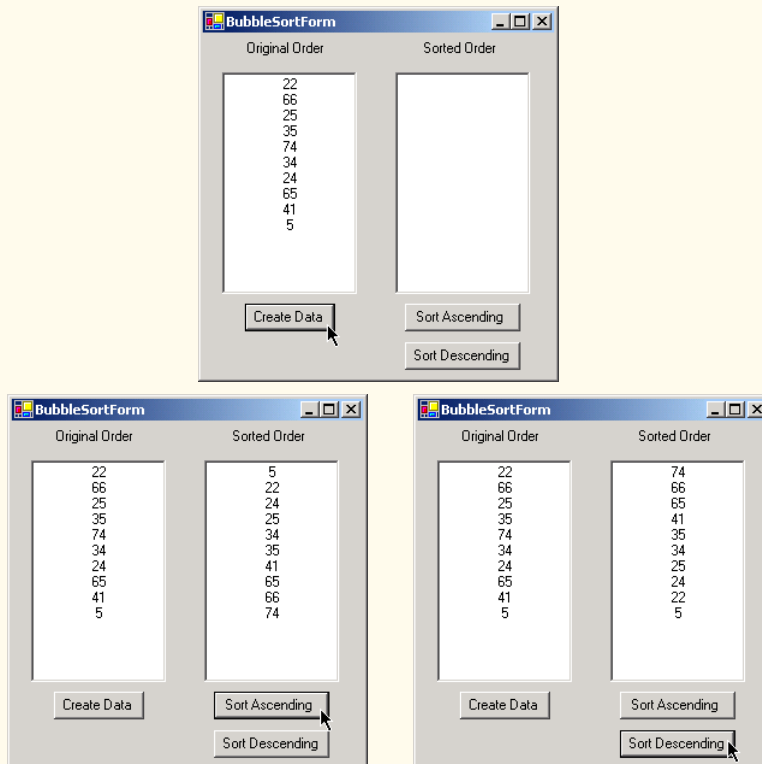 BubbleSortForm
Original Order Sorted Order
22
66
25
35
74
34
24
65
41
5
Create Data Sort Ascending
Sort Descending
BubbleSortForm
Original Order Sorted Order
22 5
66 22
25 24
35 25
74 34
34 35
24 41
65 65
41 66
5 74
Create Data Sort Ascending
Sort Descending
BubbleSortForm
Original Order Sorted Order
22 74
66 66
25 65
35 41
74 35
34 34
24 25
65 24
41 22
5 5
Create Data Sort Ascending
Sort Descending